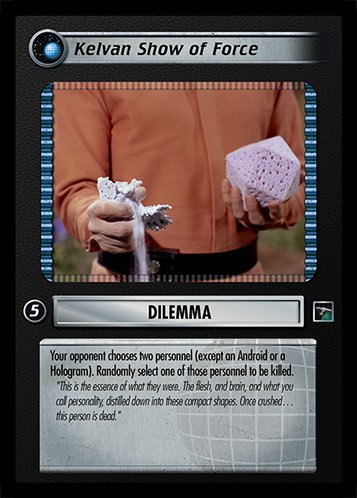 Kelvan Show of Force
5
DILEMMA
Your opponent chooses two personnel (except an Android or a
Hologram). Randomly select one of those personnel to be killed.
"This is the essence of what they were. The flesh, and brain, and what you
call personality, distilled down into these compact shapes. Once crushed...
this person is dead."